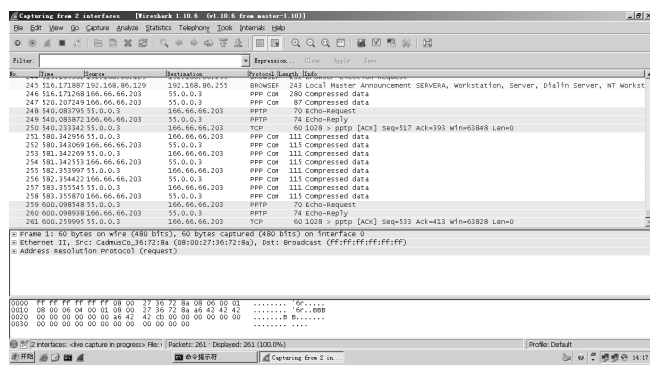 Capturing from 2 interfaces [Wireshark 1.10.6 (v1.10.6 from master-1.10)]
File Edit View Go Capture Analyze Statistics Telephony Tools Internals Help
Filter: Expression... Clear Apply Save
No. Time Source Destination Protocol Length Info
245 516.171887 192.168.86.129 192.168.86.255 BROWSEF 243 Local Master Announcement SERVERA, Workstation, Server, Dialin Server, NT Workst
246 516.171268 166.66.66.203 55.0.0.3 PPP Com 280 Compressed data
247 520.207249 166.66.66.203 55.0.0.3 PPP Com 87 Compressed data
248 540.083795 55.0.0.3 166.66.66.203 PPTP 70 Echo-Request
249 540.083872 166.66.66.203 55.0.0.3 PPTP 74 Echo-Reply
250 540.233342 55.0.0.3 166.66.66.203 TCP 60 1028 > pptp [ACK] Seq=517 Ack=393 Win=63848 Len=0
251 580.342956 55.0.0.3 166.66.66.203 PPP Com 111 Compressed data
252 580.343069 166.66.66.203 55.0.0.3 PPP Com 115 Compressed data
253 581.342269 55.0.0.3 166.66.66.203 PPP Com 111 Compressed data
254 581.342553 166.66.66.203 55.0.0.3 PPP Com 115 Compressed data
255 582.353997 55.0.0.3 166.66.66.203 PPP Com 111 Compressed data
256 582.354422 166.66.66.203 55.0.0.3 PPP Com 115 Compressed data
257 583.355545 55.0.0.3 166.66.66.203 PPP Com 111 Compressed data
258 583.355870 166.66.66.203 55.0.0.3 PPP Com 115 Compressed data
259 600.098548 55.0.0.3 166.66.66.203 PPTP 70 Echo-Request
260 600.098938 166.66.66.203 55.0.0.3 PPTP 74 Echo-Reply
261 600.259995 55.0.0.3 166.66.66.203 TCP 60 1028 > pptp [ACK] Seq=533 Ack=413 Win=63828 Len=0
Frame 1: 60 bytes on wire (480 bits), 60 bytes captured (480 bits) on interface 0
Ethernet II, Src: CadmusCo_36:72:8a (08:00:27:36:72:8a), Dst: Broadcast (ff:ff:ff:ff:ff:ff)
Address Resolution Protocol (request)
0000 ff ff ff ff ff ff 08 00 27 36 72 8a 08 06 00 01 ........ '6r.....
0010 08 00 06 04 00 01 08 00 27 36 72 8a a6 42 42 42 ........ '6r..BBB
0020 00 00 00 00 00 00 a6 42 42 cb 00 00 00 00 00 00 .......B B.......
0030 00 00 00 00 00 00 00 00 00 00 00 00 ........ ....
2 interfaces: <live capture in progress> File: Packets: 261 · Displayed: 261 (100.0%) Profile: Default
开始 命令提示符 Capturing from 2 in... 14:17